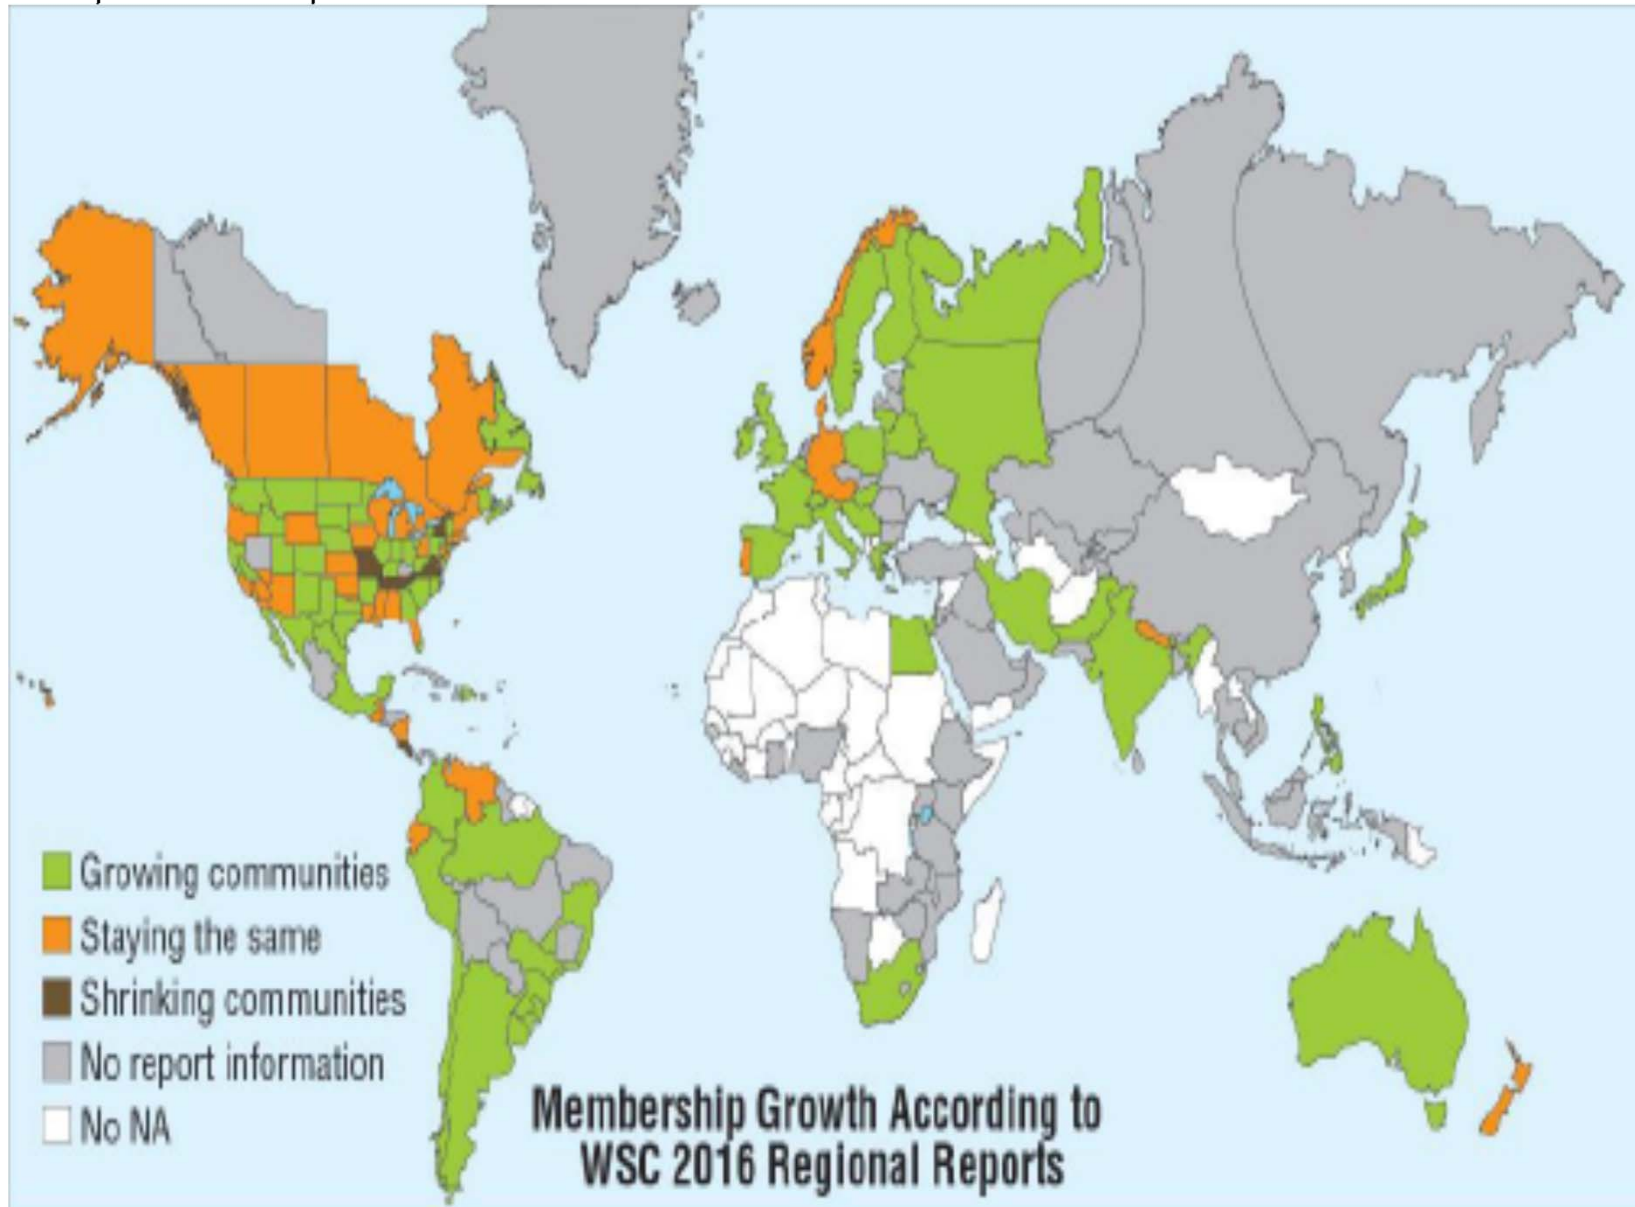 Growing communities
Staying the same
Shrinking communities
No report information
No NA
Membership Growth According to
WSC 2016 Regional Reports